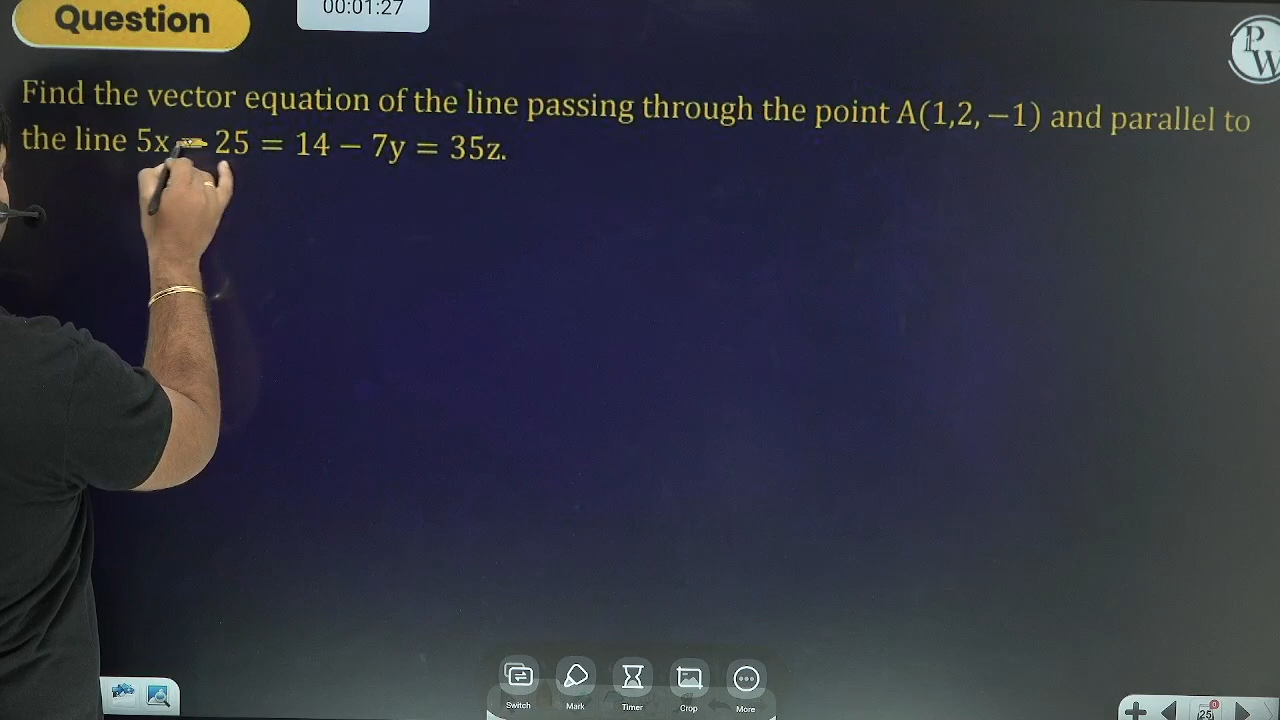 Question
00:01:27
PW
Find the vector equation of the line passing through the point A(1,2, −1) and parallel to
the line 5x − 25 = 14 − 7y = 35z.
Switch
Mark
Timer
Crop
More
25